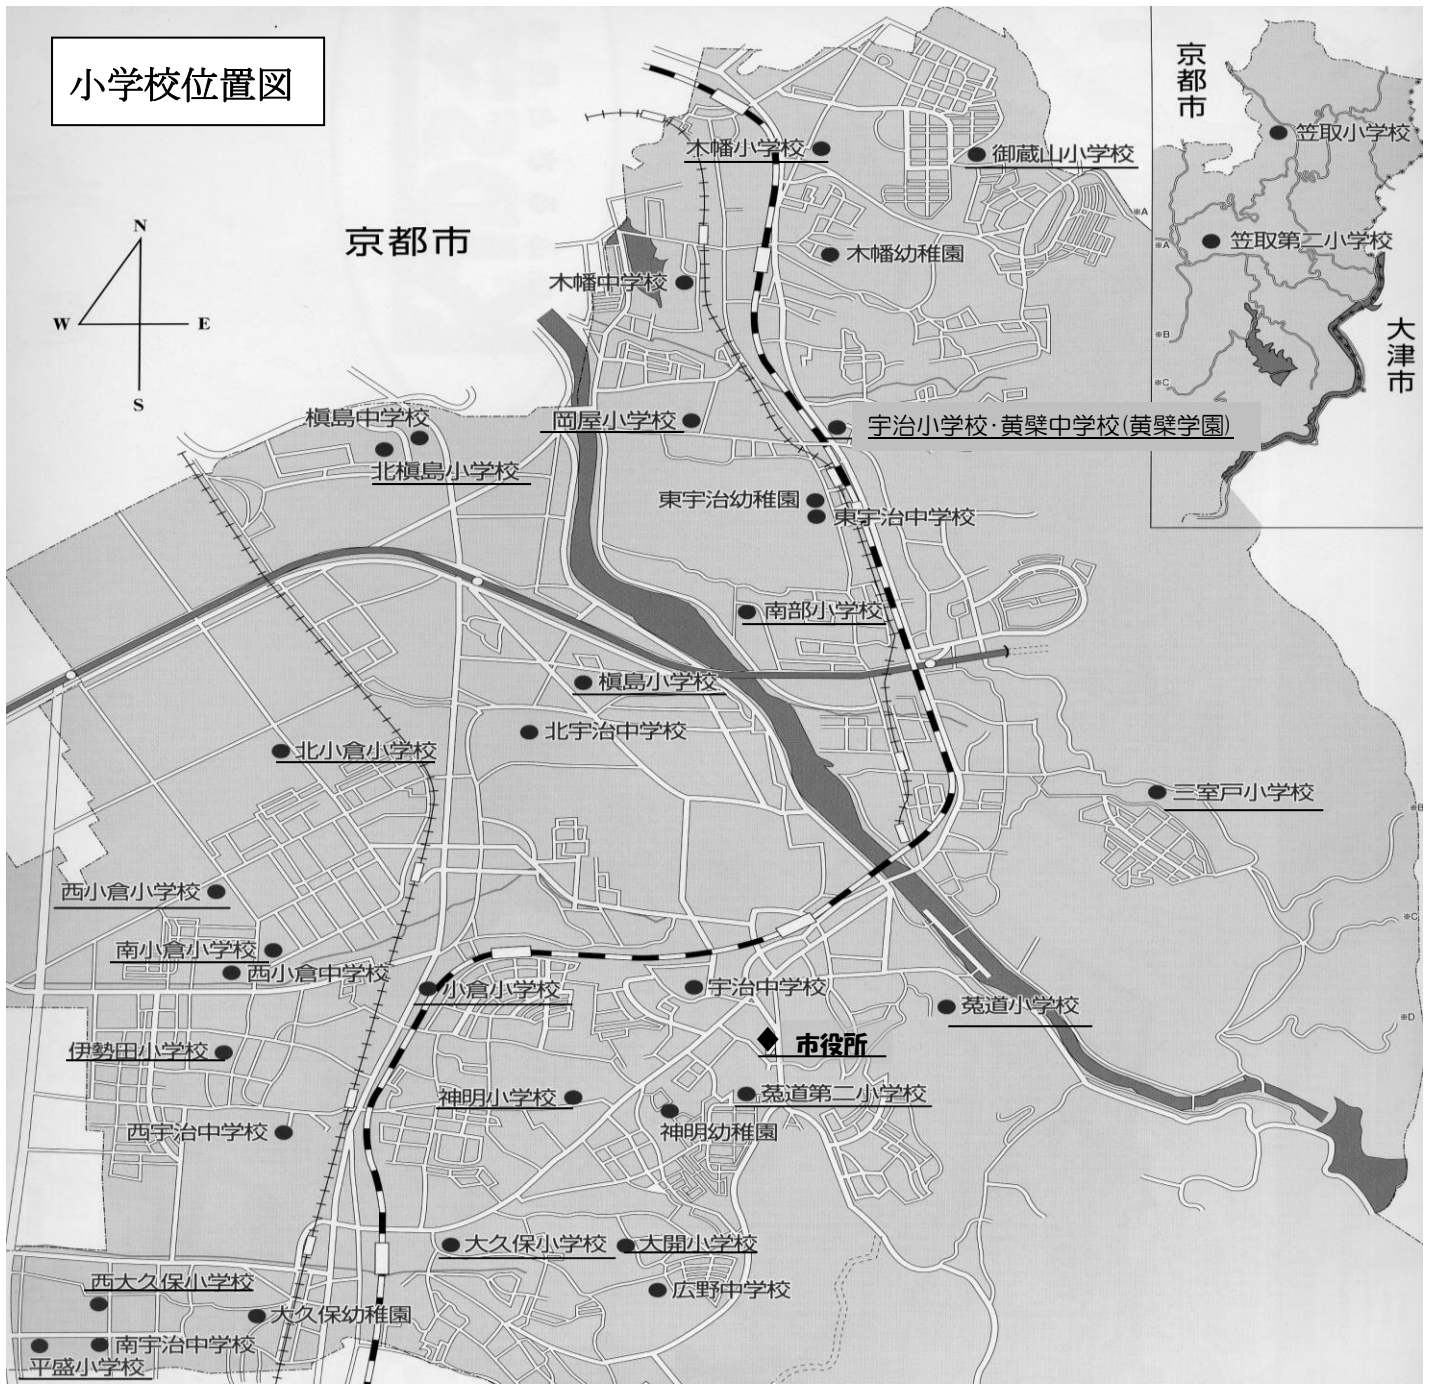 小学校位置図
京都市
笠取小学校
木幡小学校
御蔵山小学校
※A
N
京都市
笠取第二小学校
※A
木幡幼稚園
木幡中学校
W
E
※B
大津市
※C
S
槇島中学校
岡屋小学校
宇治小学校・黄檗中学校(黄檗学園)
北槇島小学校
東宇治幼稚園
東宇治中学校
南部小学校
槇島小学校
北宇治中学校
北小倉小学校
三室戸小学校
※B
西小倉小学校
※C
南小倉小学校
西小倉中学校
小倉小学校
宇治中学校
菟道小学校
※D
市役所
伊勢田小学校
神明小学校
菟道第二小学校
西宇治中学校
神明幼稚園
大久保小学校
大開小学校
西大久保小学校
広野中学校
大久保幼稚園
南宇治中学校
平盛小学校